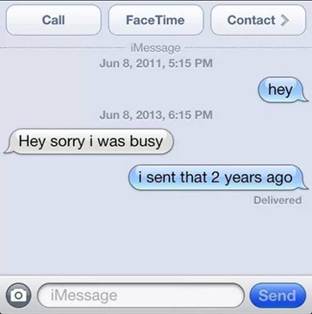 Call FaceTime Contact
iMessage
Jun 8, 2011, 5:15 PM
hey
Jun 8, 2013, 6:15 PM
Hey sorry i was busy
i sent that 2 years ago
Delivered
iMessage Send